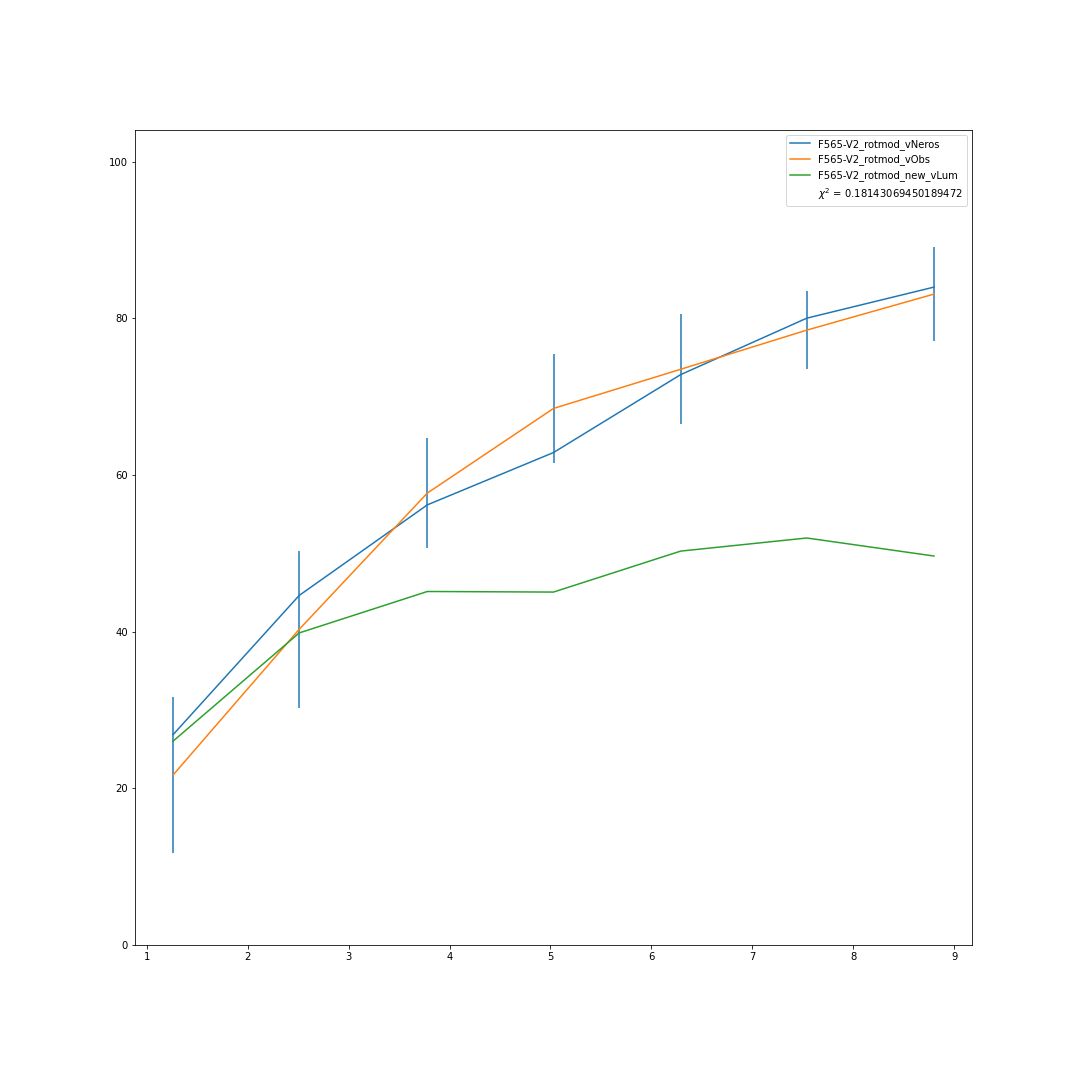 F565-V2_rotmod_vNeros
F565-V2_rotmod_vObs
F565-V2_rotmod_new_vLum
χ² = 0.18143069450189472
100
80
60
40
20
0
1 2 3 4 5 6 7 8 9